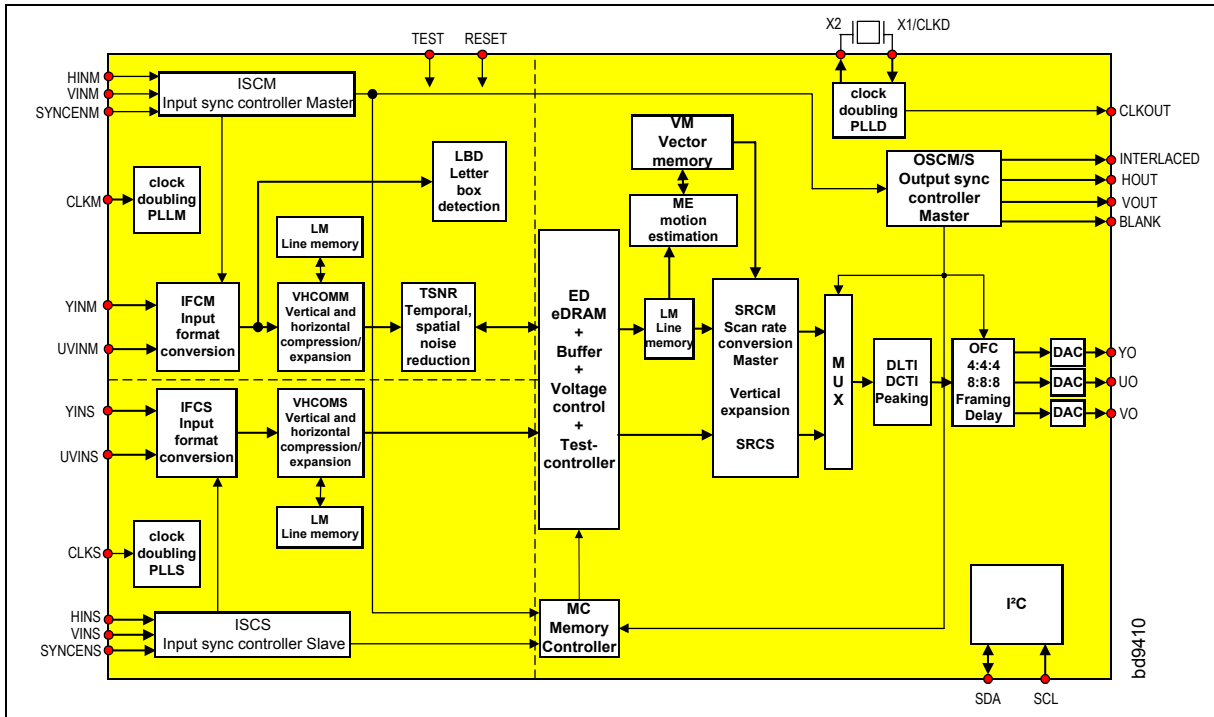 X2
X1/CLKD
TEST
RESET
HINM
VINM
SYNCENM
ISCM
Input sync controller Master
clock
doubling
PLLD
CLKOUT
CLKM
clock
doubling
PLLM
LBD
Letter
box
detection
VM
Vector
memory
OSCM/S
Output sync
controller
Master
INTERLACED
HOUT
VOUT
BLANK
ME
motion
estimation
LM
Line memory
YINM
UVINM
IFCM
Input
format
conversion
VHCOMM
Vertical and
horizontal
compression/
expansion
TSNR
Temporal,
spatial
noise
reduction
ED
eDRAM
+
Buffer
+
Voltage
control
+
Test-
controller
LM
Line
memory
SRCM
Scan rate
conversion
Master
Vertical
expansion
SRCS
M
U
X
DLTI
DCTI
Peaking
OFC
4:4:4
8:8:8
Framing
Delay
DAC
YO
DAC
UO
DAC
VO
YINS
UVINS
IFCS
Input
format
conversion
VHCOMS
Vertical and
horizontal
compression/
expansion
LM
Line memory
CLKS
clock
doubling
PLLS
HINS
VINS
SYNCENS
ISCS
Input sync controller Slave
MC
Memory
Controller
I²C
SDA
SCL
bd9410